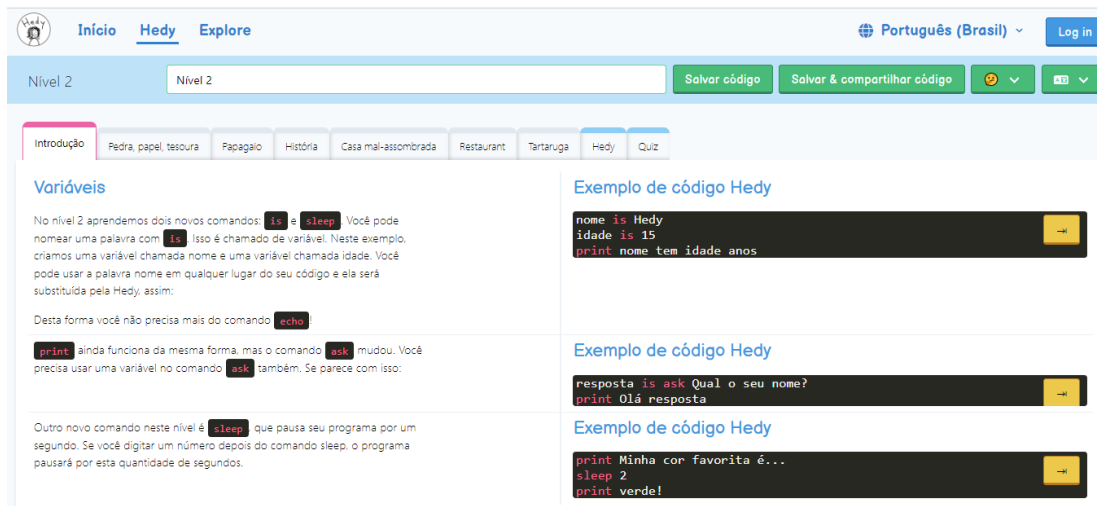 Hedy
Início Hedy Explore
Português (Brasil)
Log in
Nível 2
Nível 2
Salvar código
Salvar & compartilhar código
Introdução
Pedra, papel, tesoura
Papagaio
História
Casa mal-assombrada
Restaurant
Tartaruga
Hedy
Quiz
Variáveis
No nível 2 aprendemos dois novos comandos: is e sleep. Você pode
nomear uma palavra com is. Isso é chamado de variável. Neste exemplo,
criamos uma variável chamada nome e uma variável chamada idade. Você
pode usar a palavra nome em qualquer lugar do seu código e ela será
substituída pela Hedy, assim:
Desta forma você não precisa mais do comando echo!
Exemplo de código Hedy
nome is Hedy
idade is 15
print nome tem idade anos
print ainda funciona da mesma forma, mas o comando ask mudou. Você
precisa usar uma variável no comando ask também. Se parece com isso:
Exemplo de código Hedy
resposta is ask Qual o seu nome?
print Olá resposta
Outro novo comando neste nível é sleep, que pausa seu programa por um
segundo. Se você digitar um número depois do comando sleep, o programa
pausará por esta quantidade de segundos.
Exemplo de código Hedy
print Minha cor favorita é...
sleep 2
print verde!